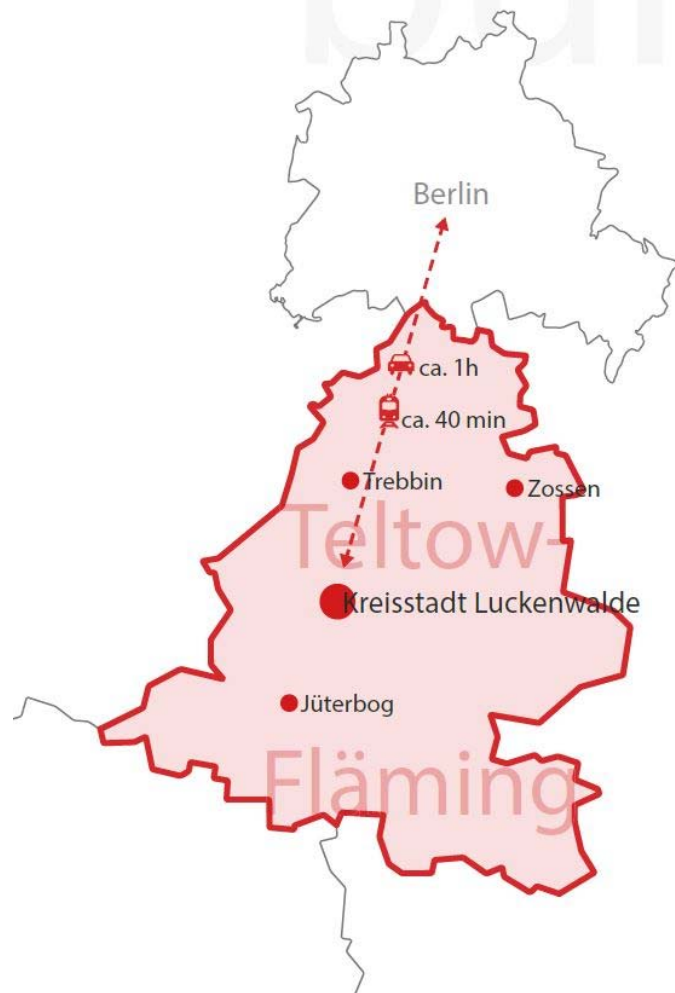 Berlin
ca. 1h
ca. 40 min
Trebbin
Zossen
Teltow-
Kreisstadt Luckenwalde
Jüterbog
Fläming